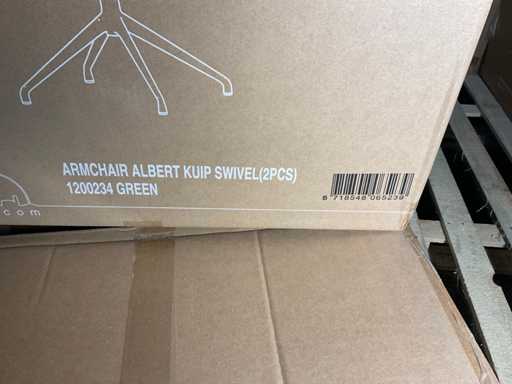 ARMCHAIR ALBERT KUIP SWIVEL(2PCS)
1200234 GREEN
8 718548 065239
.com